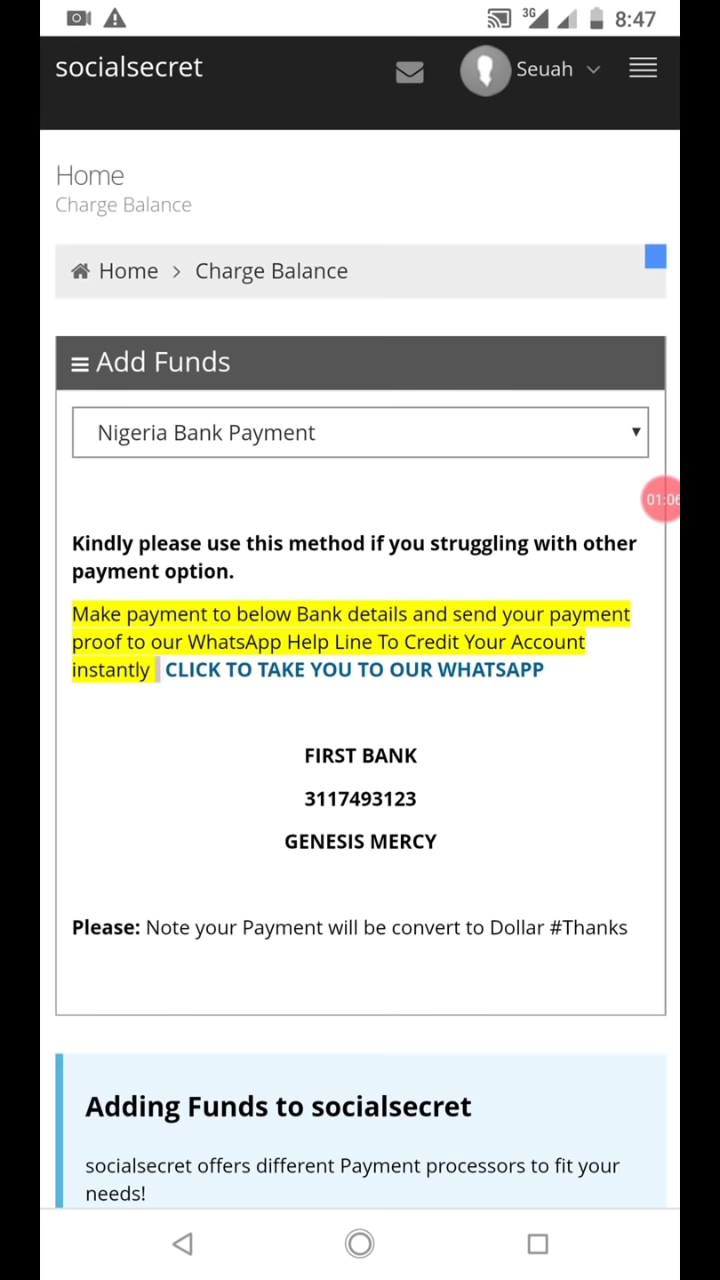 3G 8:47
socialsecret Seuah
Home
Charge Balance
Home > Charge Balance
Add Funds
Nigeria Bank Payment
01:06
Kindly please use this method if you struggling with other
payment option.
Make payment to below Bank details and send your payment
proof to our WhatsApp Help Line To Credit Your Account
instantly CLICK TO TAKE YOU TO OUR WHATSAPP
FIRST BANK
3117493123
GENESIS MERCY
Please: Note your Payment will be convert to Dollar #Thanks
Adding Funds to socialsecret
socialsecret offers different Payment processors to fit your
needs!